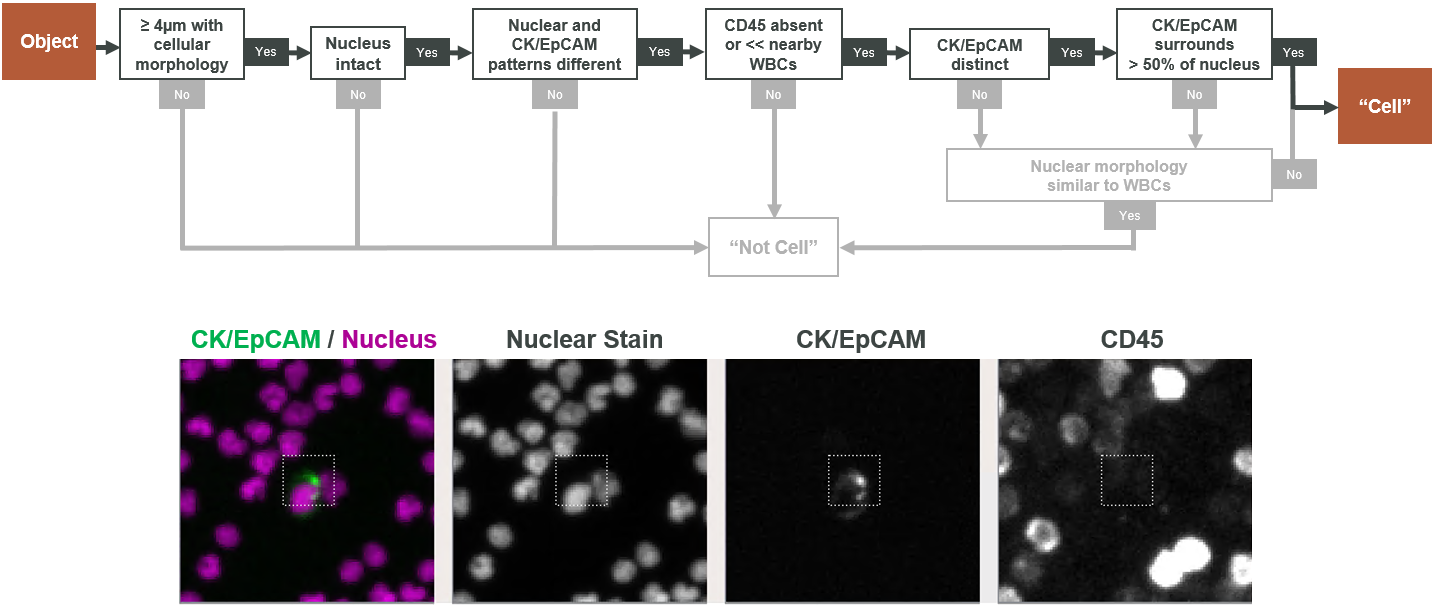 Object
≥ 4μm with
cellular
morphology
Yes
No
Nucleus
intact
Yes
No
Nuclear and
CK/EpCAM
patterns different
Yes
No
CD45 absent
or << nearby
WBCs
Yes
No
CK/EpCAM
distinct
Yes
No
CK/EpCAM
surrounds
> 50% of nucleus
Yes
No
“Cell”
Nuclear morphology
similar to WBCs
No
Yes
“Not Cell”
CK/EpCAM / Nucleus
Nuclear Stain
CK/EpCAM
CD45